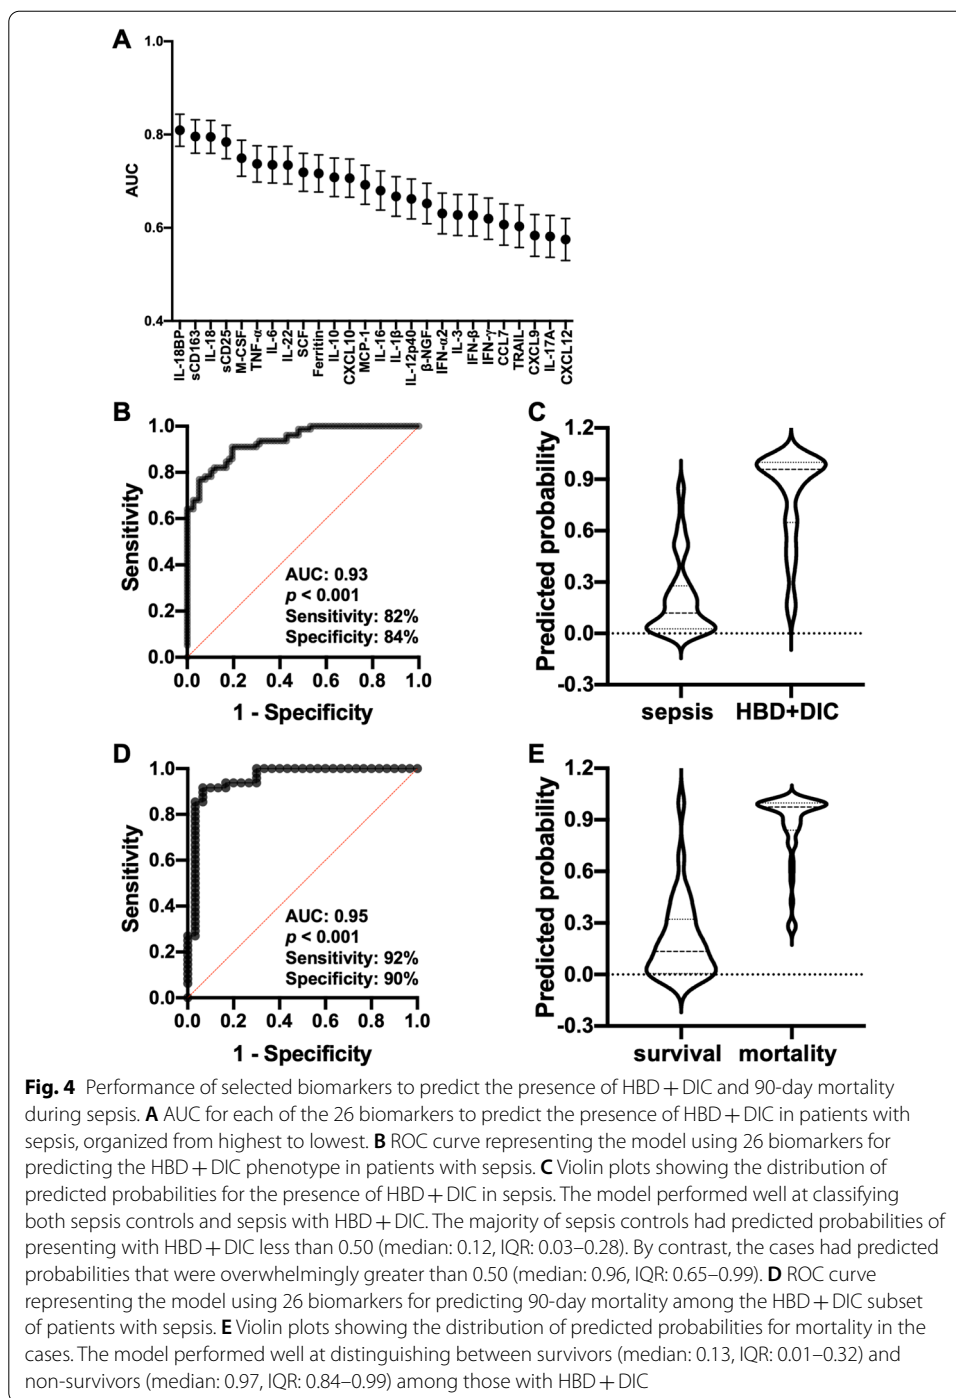 A
1.0
0.8
0.6
0.4
AUC
IL-18BP
sCD163
IL-18
sCD25
M-CSF
TNF-α
IL-6
IL-22
SCF
Ferritin
IL-10
CXCL10
MCP-1
IL-16
IL-1β
IL-12p40
β-NGF
IFN-α2
IL-3
IFN-β
IFN-γ
CCL7
TRAIL
CXCL9
IL-17A
CXCL12
B
1.0
0.8
0.6
0.4
0.2
0.0
Sensitivity
AUC: 0.93
p < 0.001
Sensitivity: 82%
Specificity: 84%
0.0 0.2 0.4 0.6 0.8 1.0
1 - Specificity
C
1.2
0.9
0.6
0.3
0.0
-0.3
Predicted probability
sepsis HBD+DIC
D
1.0
0.8
0.6
0.4
0.2
0.0
Sensitivity
AUC: 0.95
p < 0.001
Sensitivity: 92%
Specificity: 90%
0.0 0.2 0.4 0.6 0.8 1.0
1 - Specificity
E
1.2
0.9
0.6
0.3
0.0
-0.3
Predicted probability
survival mortality
Fig. 4 Performance of selected biomarkers to predict the presence of HBD + DIC and 90-day mortality
during sepsis. A AUC for each of the 26 biomarkers to predict the presence of HBD + DIC in patients with
sepsis, organized from highest to lowest. B ROC curve representing the model using 26 biomarkers for
predicting the HBD + DIC phenotype in patients with sepsis. C Violin plots showing the distribution of
predicted probabilities for the presence of HBD + DIC in sepsis. The model performed well at classifying
both sepsis controls and sepsis with HBD + DIC. The majority of sepsis controls had predicted probabilities of
presenting with HBD + DIC less than 0.50 (median: 0.12, IQR: 0.03–0.28). By contrast, the cases had predicted
probabilities that were overwhelmingly greater than 0.50 (median: 0.96, IQR: 0.65–0.99). D ROC curve
representing the model using 26 biomarkers for predicting 90-day mortality among the HBD + DIC subset
of patients with sepsis. E Violin plots showing the distribution of predicted probabilities for mortality in the
cases. The model performed well at distinguishing between survivors (median: 0.13, IQR: 0.01–0.32) and
non-survivors (median: 0.97, IQR: 0.84–0.99) among those with HBD + DIC